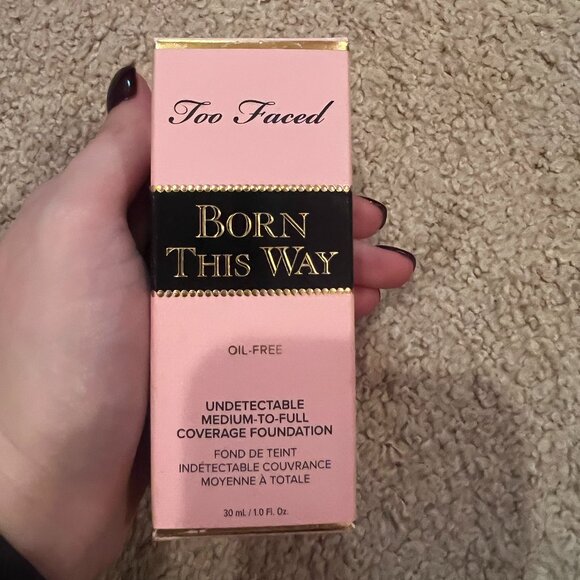 Too Faced
BORN
THIS WAY
OIL-FREE
UNDETECTABLE
MEDIUM-TO-FULL
COVERAGE FOUNDATION
FOND DE TEINT
INDÉTECTABLE COUVRANCE
MOYENNE À TOTALE
30 mL / 1.0 Fl. Oz.